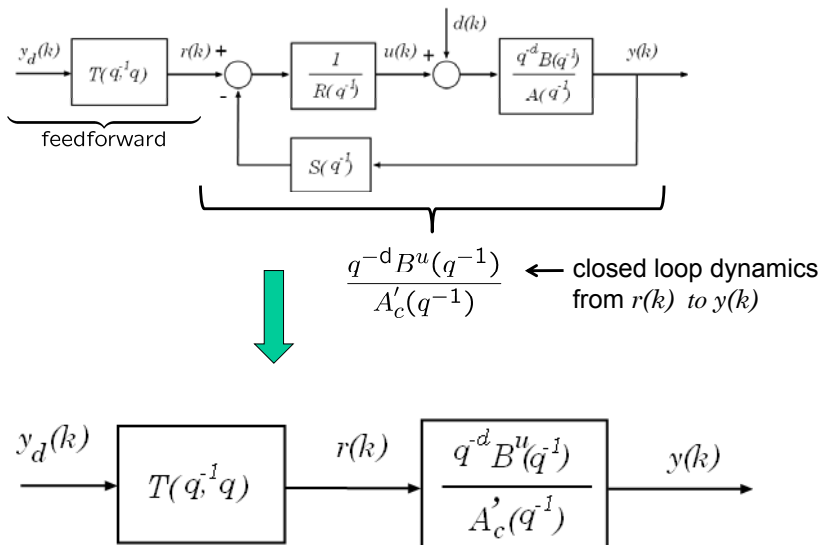 d(k)
y_d(k) r(k) + u(k) + y(k)
T(q^-1, q) 1 / R(q^-1) q^-d B(q^-1) / A(q^-1)
-
feedforward
S(q^-1)
q^-d B^u(q^-1) / A'_c(q^-1) closed loop dynamics
from r(k) to y(k)
y_d(k) r(k) y(k)
T(q^-1, q) q^-d B^u(q^-1) / A'_c(q^-1)